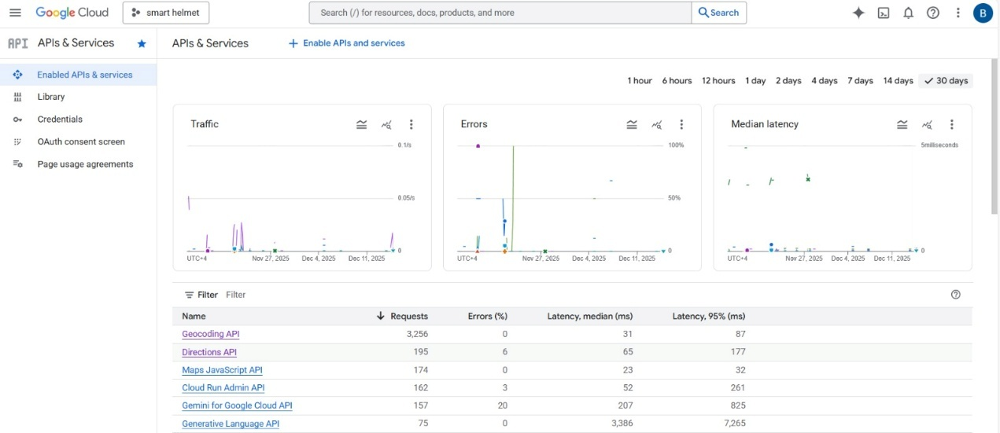 Google Cloud smart helmet Search (/) for resources, docs, products, and more Search B
API APIs & Services
APIs & Services + Enable APIs and services
Enabled APIs & services
Library
Credentials
OAuth consent screen
Page usage agreements
1 hour 6 hours 12 hours 1 day 2 days 4 days 7 days 14 days 30 days
Traffic
0.1/s
0.05/s
0
UTC+4 Nov 27, 2025 Dec 4, 2025 Dec 11, 2025
Errors
100%
50%
0
UTC+4 Nov 27, 2025 Dec 4, 2025 Dec 11, 2025
Median latency
5milliseconds
0
UTC+4 Nov 27, 2025 Dec 4, 2025 Dec 11, 2025
Filter Filter
Name Requests Errors (%) Latency, median (ms) Latency, 95% (ms)
Geocoding API 3,256 0 31 87
Directions API 195 6 65 177
Maps JavaScript API 174 0 23 32
Cloud Run Admin API 162 3 52 261
Gemini for Google Cloud API 157 20 207 825
Generative Language API 75 0 3,386 7,265